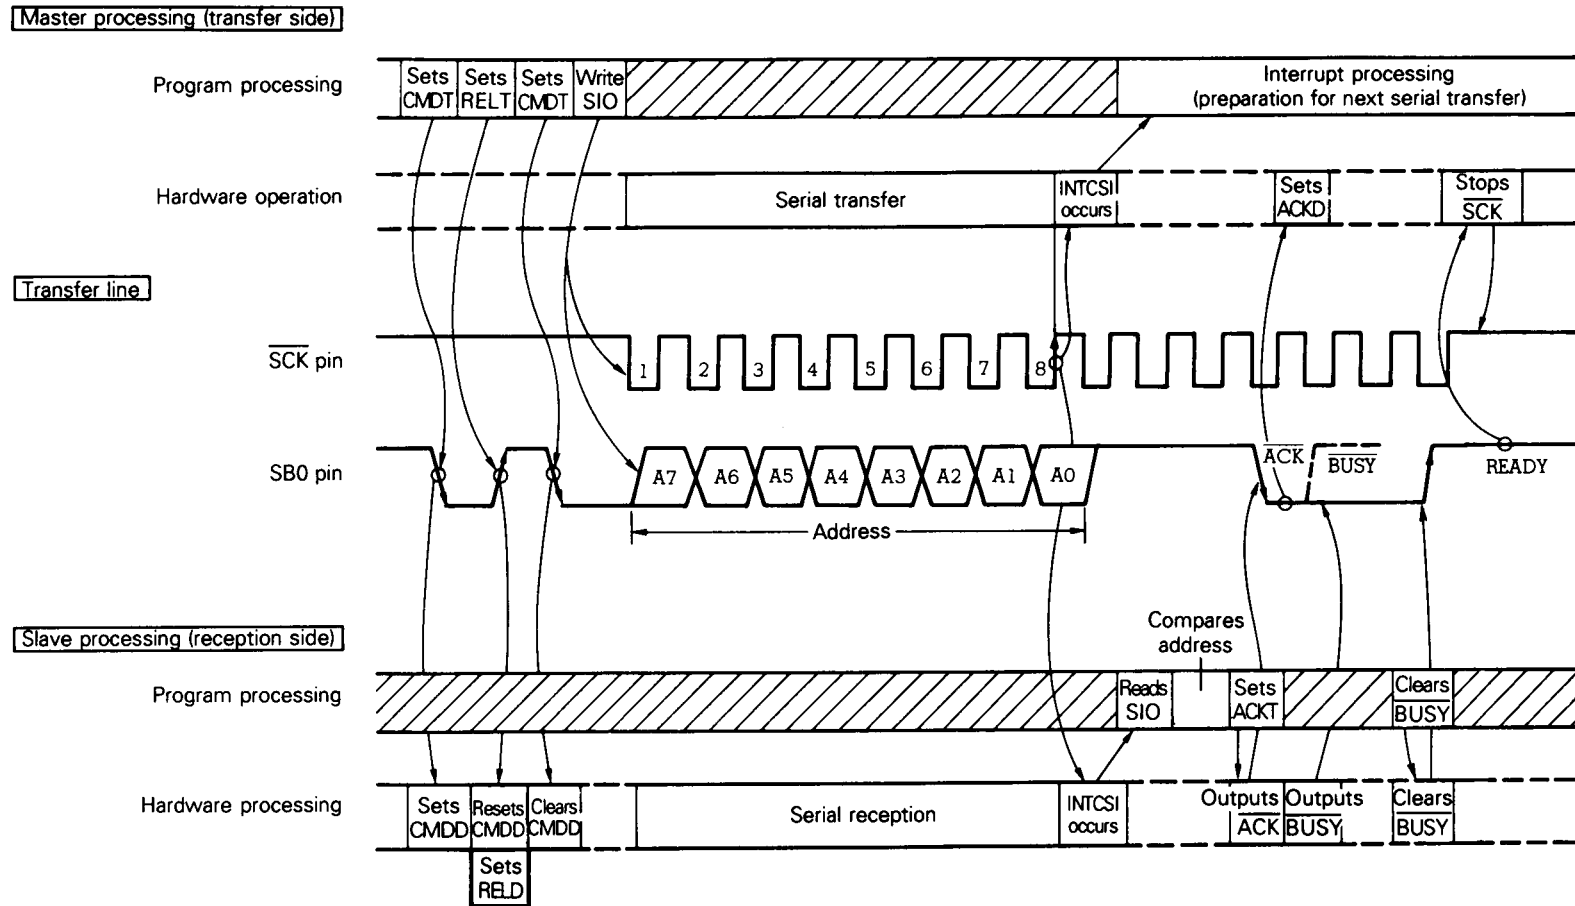 Master processing (transfer side)
Program processing
Sets CMDT
Sets RELT
Sets CMDT
Write SIO
Interrupt processing
(preparation for next serial transfer)
Hardware operation
Serial transfer
INTCSI occurs
Sets ACKD
Stops SCK
Transfer line
SCK pin
1 2 3 4 5 6 7 8
SB0 pin
A7 A6 A5 A4 A3 A2 A1 A0
ACK
BUSY
READY
Address
Slave processing (reception side)
Compares address
Program processing
Reads SIO
Sets ACKT
Clears BUSY
Hardware processing
Sets CMDD
Resets CMDD
Clears CMDD
Serial reception
INTCSI occurs
Outputs ACK
Outputs BUSY
Clears BUSY
Sets RELD